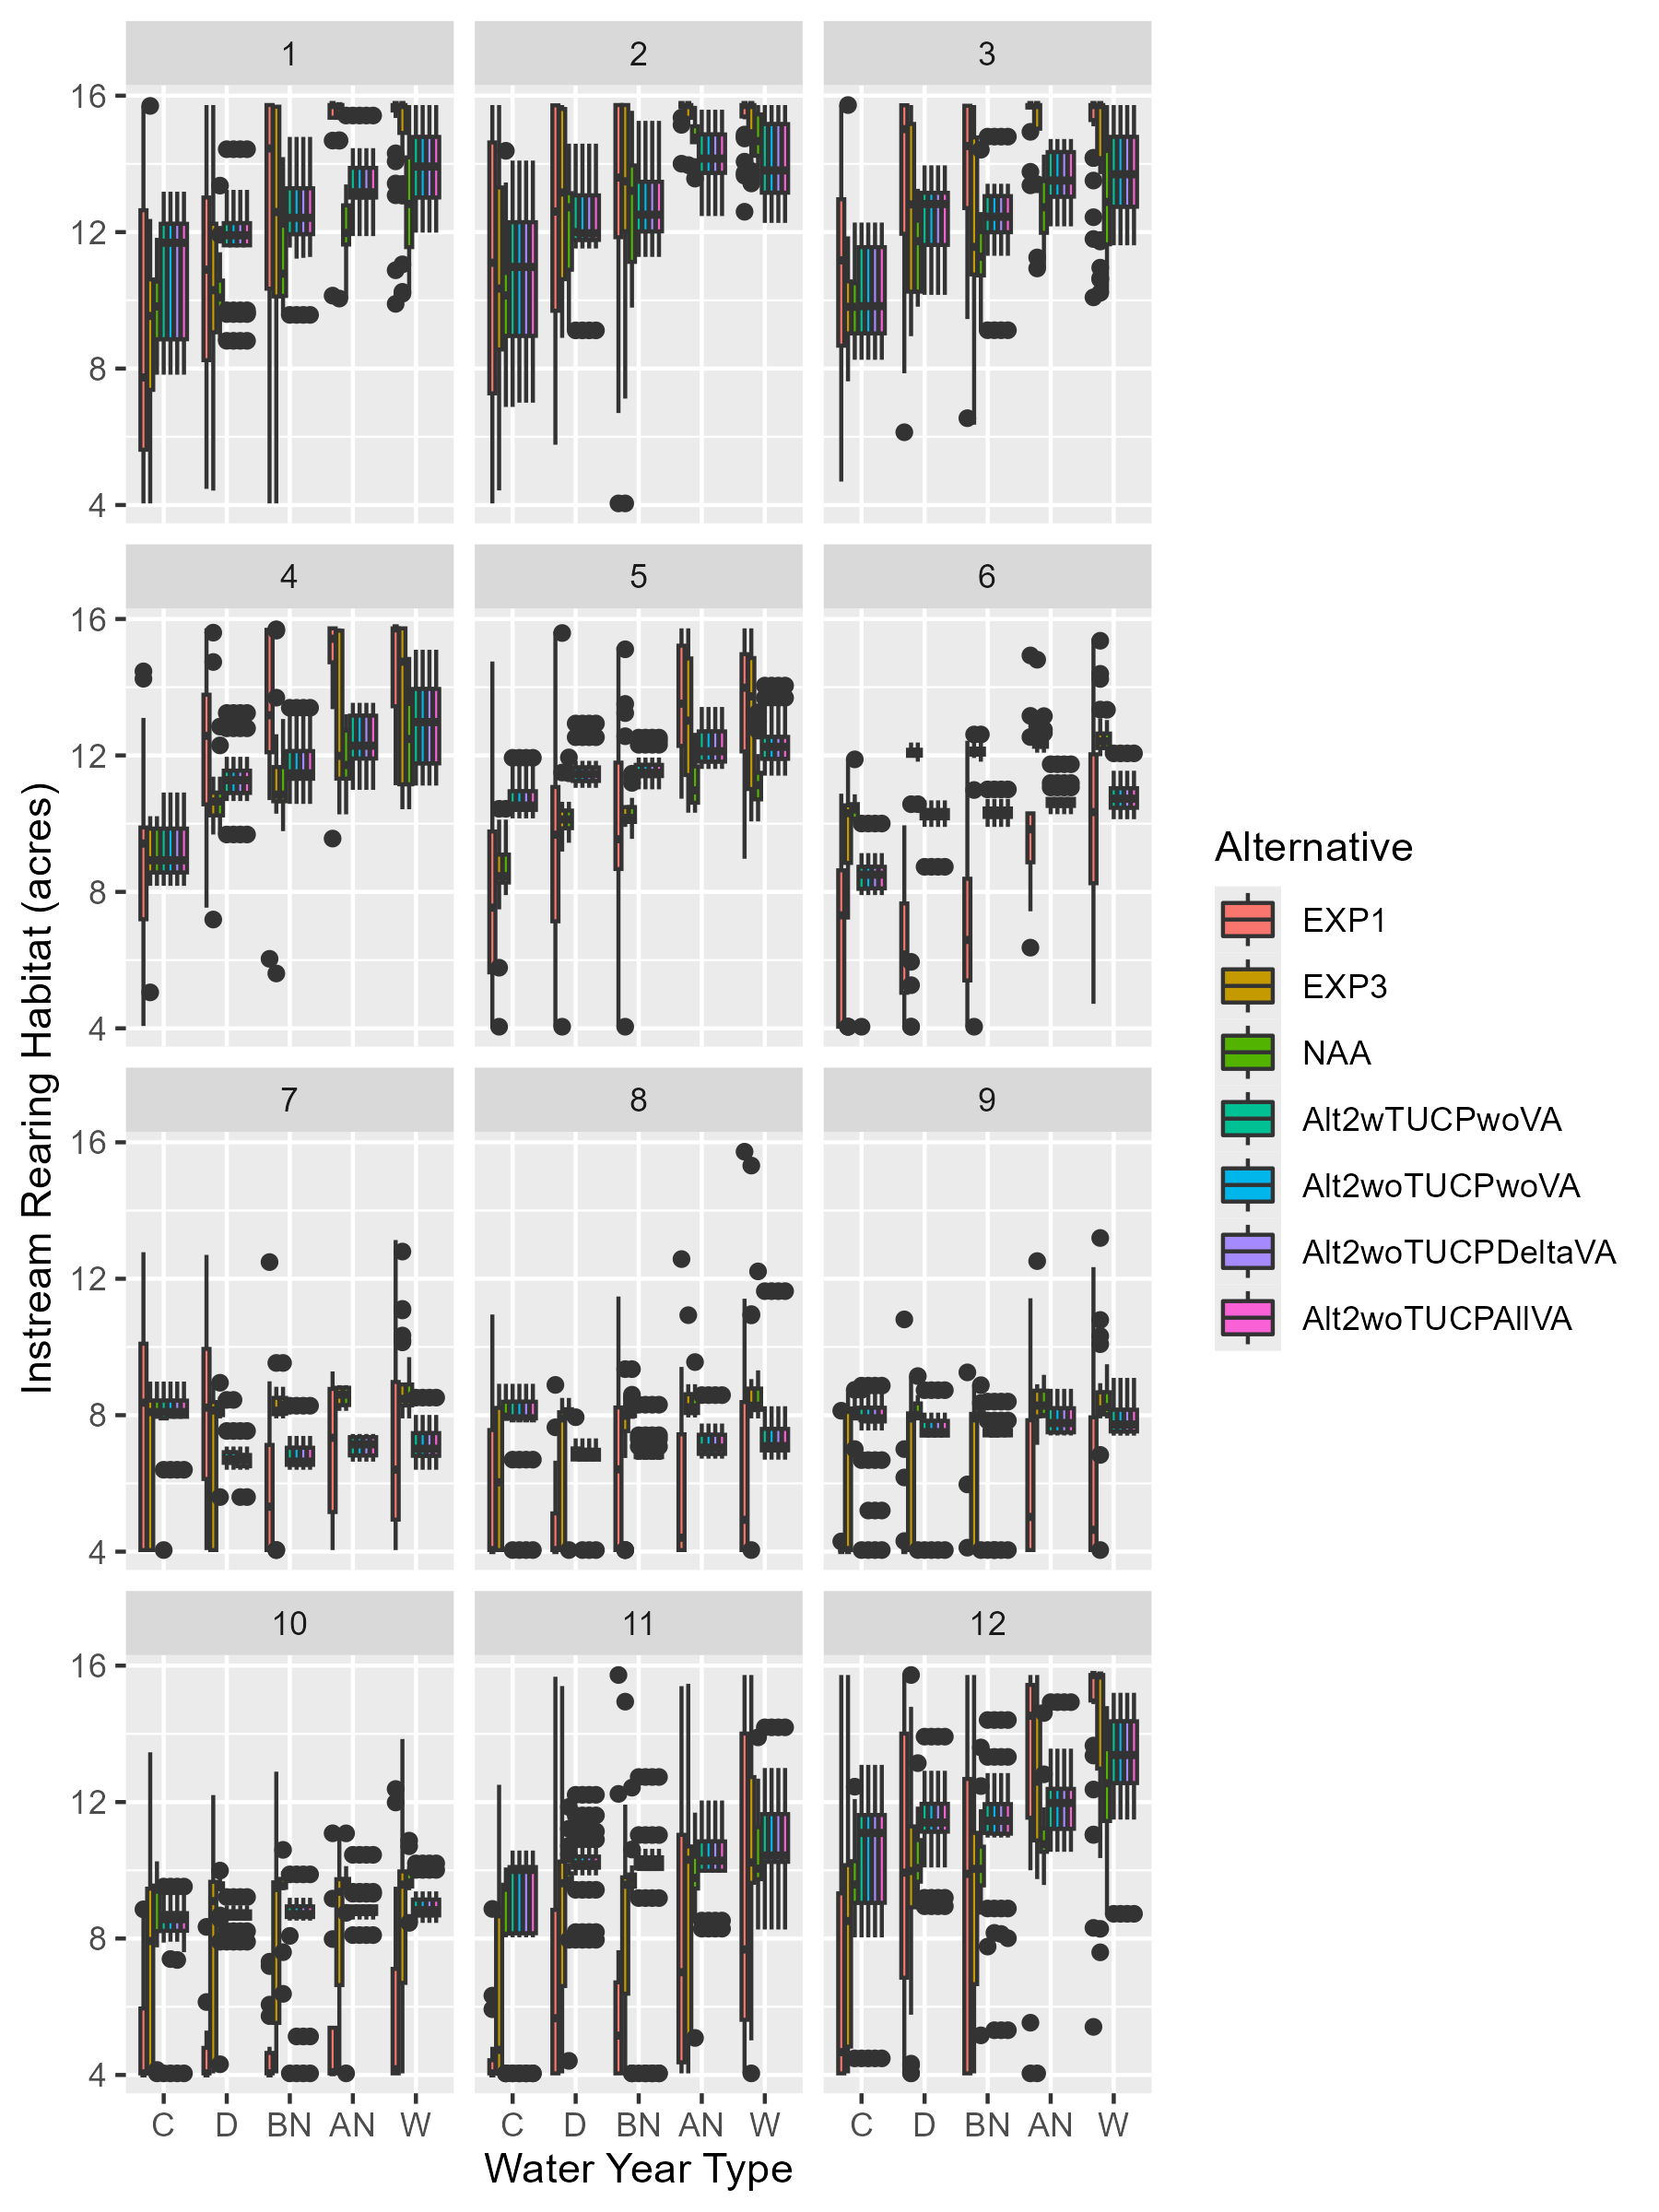 1 2 3
16
12
8
4
4 5 6
16
12
8
4
7 8 9
16
12
8
4
10 11 12
16
12
8
4
C D BN AN W C D BN AN W C D BN AN W
Water Year Type
Instream Rearing Habitat (acres)
Alternative
EXP1
EXP3
NAA
Alt2wTUCPwoVA
Alt2woTUCPwoVA
Alt2woTUCPDeltaVA
Alt2woTUCPAllVA